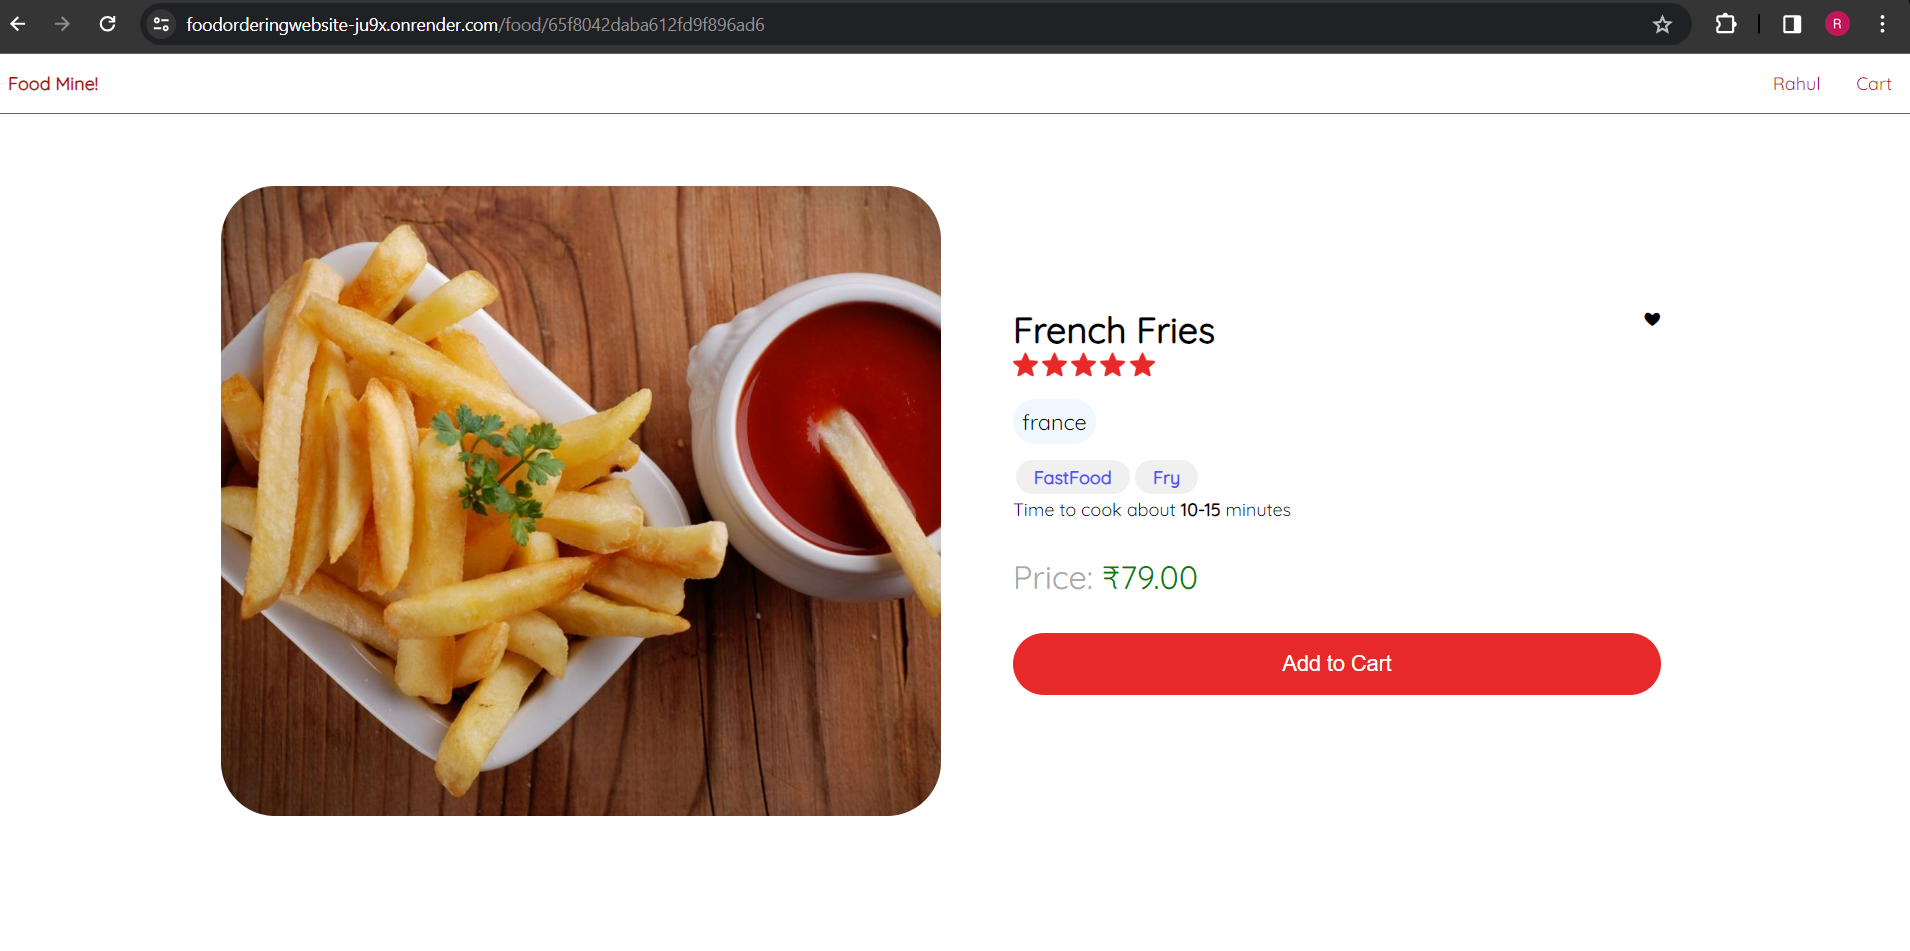 foodorderingwebsite-ju9x.onrender.com/food/65f8042daba612fd9f896ad6
R
Food Mine!
Rahul Cart
French Fries
france
FastFood Fry
Time to cook about 10-15 minutes
Price: ₹79.00
Add to Cart